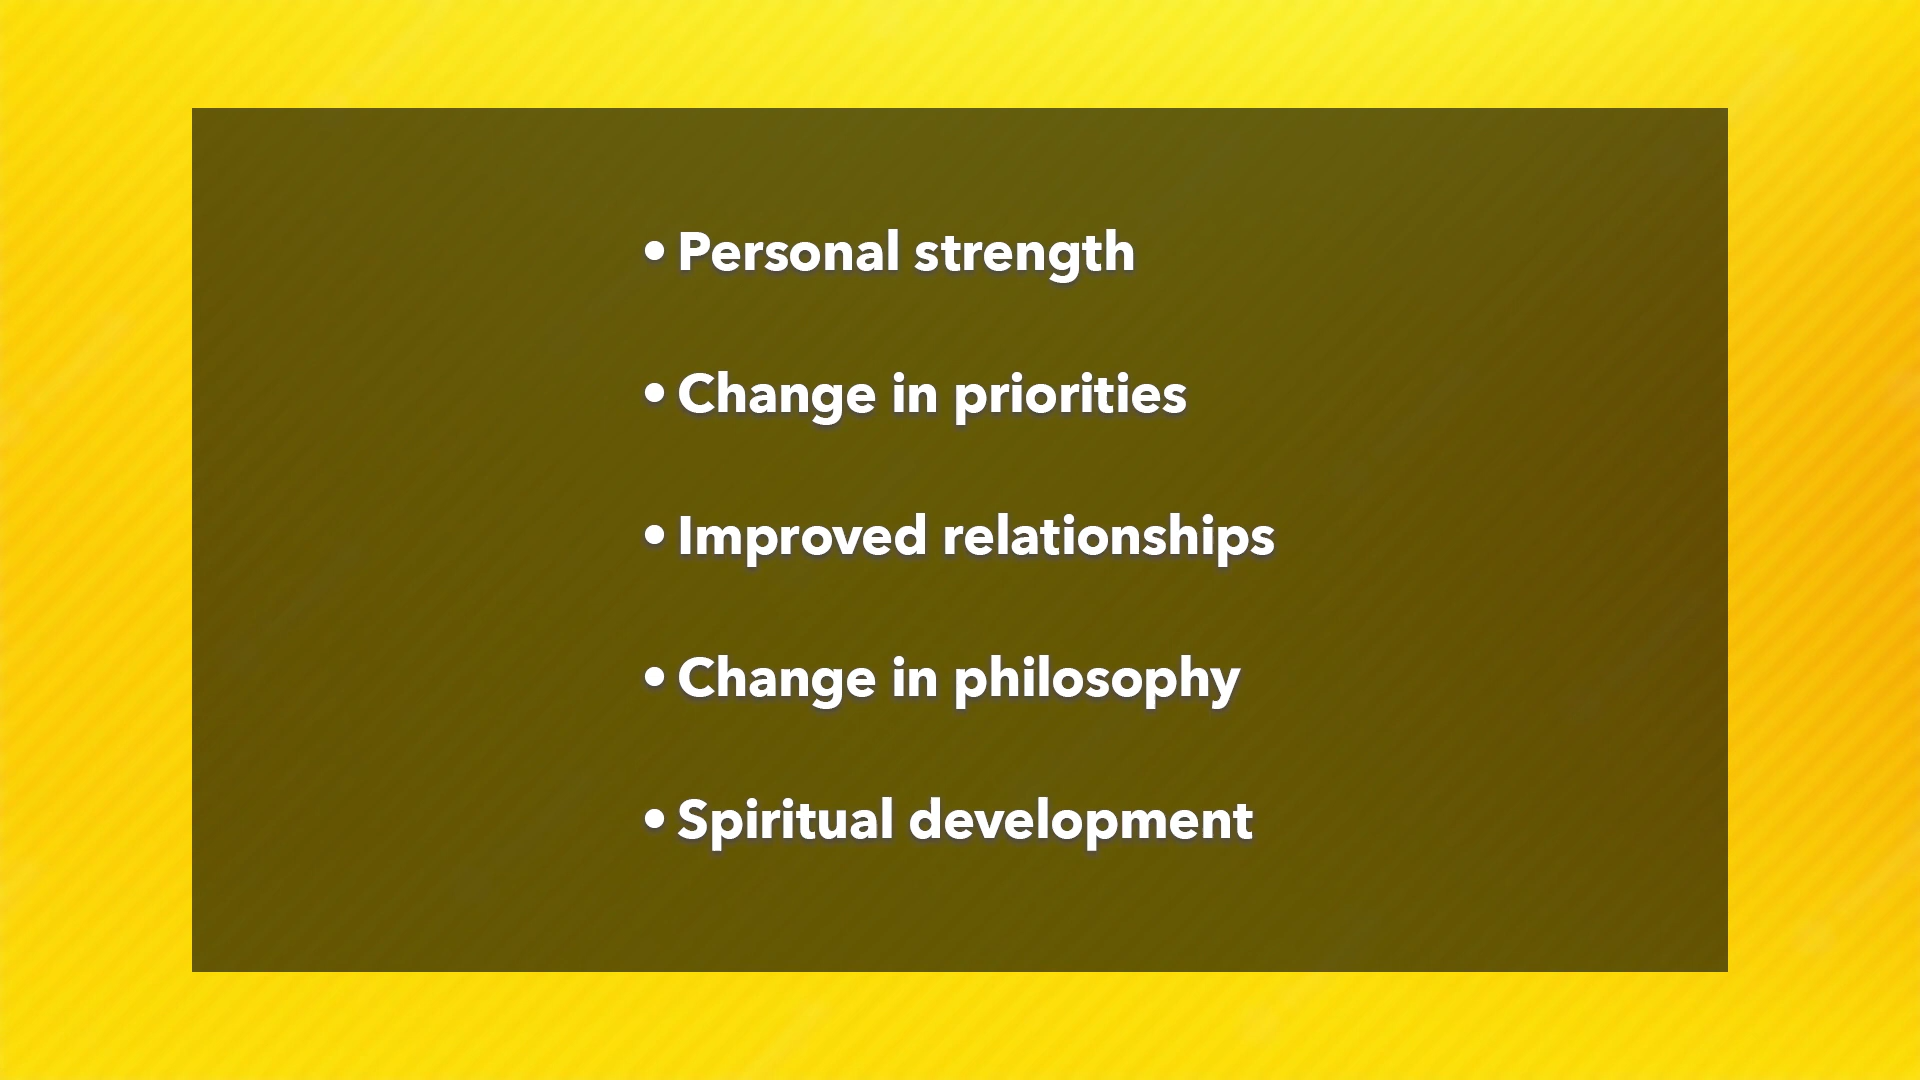 • Personal strength
• Change in priorities
• Improved relationships
• Change in philosophy
• Spiritual development